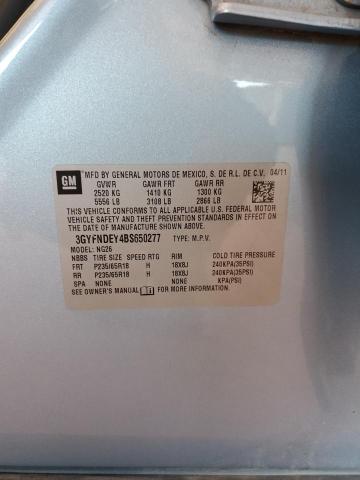 GM
MFD BY GENERAL MOTORS DE MEXICO, S. DE R.L. DE C.V. 04/11
GVWR GAWR FRT GAWR RR
2520 KG 1410 KG 1300 KG
5556 LB 3108 LB 2866 LB
THIS VEHICLE CONFORMS TO ALL APPLICABLE U.S. FEDERAL MOTOR
VEHICLE SAFETY AND THEFT PREVENTION STANDARDS IN EFFECT ON
THE DATE OF MANUFACTURE SHOWN ABOVE.
3GYFNDEY4BS650277 TYPE: M.P.V.
MODEL: NG26
NBBS TIRE SIZE SPEED RTG RIM COLD TIRE PRESSURE
FRT P235/65R18 H 18X8J 240KPA(35PSI)
RR P235/65R18 H 18X8J 240KPA(35PSI)
SPA NONE NONE KPA(PSI)
SEE OWNER'S MANUAL FOR MORE INFORMATION.